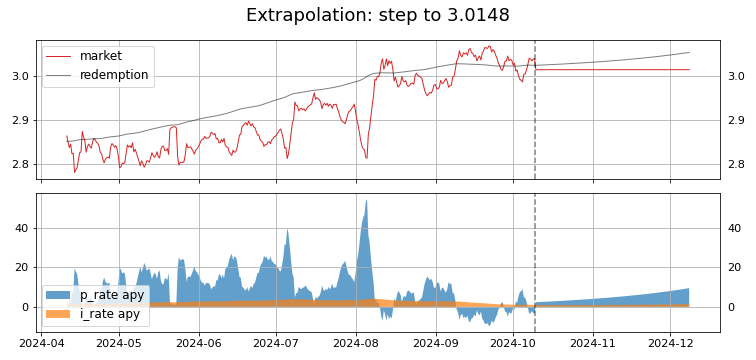 Extrapolation: step to 3.0148
market
redemption
3.0 3.0
2.9 2.9
2.8 2.8
40 40
20 20
0 0
p_rate apy
i_rate apy
2024-04 2024-05 2024-06 2024-07 2024-08 2024-09 2024-10 2024-11 2024-12